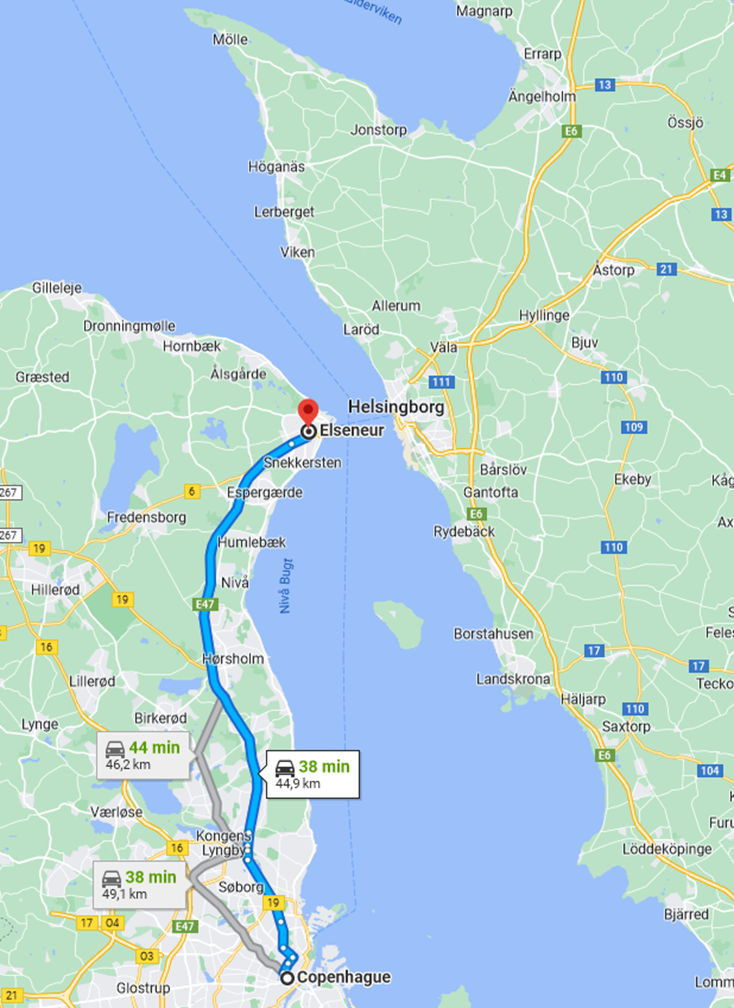 Magnarp
Mölle
Errarp
13
Ängelholm
Össjö
E6
Jonstorp
Höganäs
E4
Lerberget
13
Viken
21
Åstorp
Gilleleje
Allerum
Hyllinge
Dronningmølle
Laröd
Hornbæk
Väla
Bjuv
Græsted
Ålsgårde
111
110
Helsingborg
Elseneur
109
Snekkersten
Bårslöv
Ekeby
267
6
Espergærde
Gantofta
Fredensborg
E6
Rydebäck
267
19
Humlebæk
110
Hillerød
Nivå
Nivå Bugt
19
E47
Borstahusen
16
17
Hørsholm
17
Landskrona
Lillerød
Häljarp
110
Birkerød
Lynge
Saxtorp
44 min
46,2 km
E6
38 min
44,9 km
104
Værløse
Kongens
Lyngby
16
Löddeköpinge
38 min
49,1 km
Søborg
19
Bjärred
17
O4
E47
O3
Copenhague
Glostrup
21